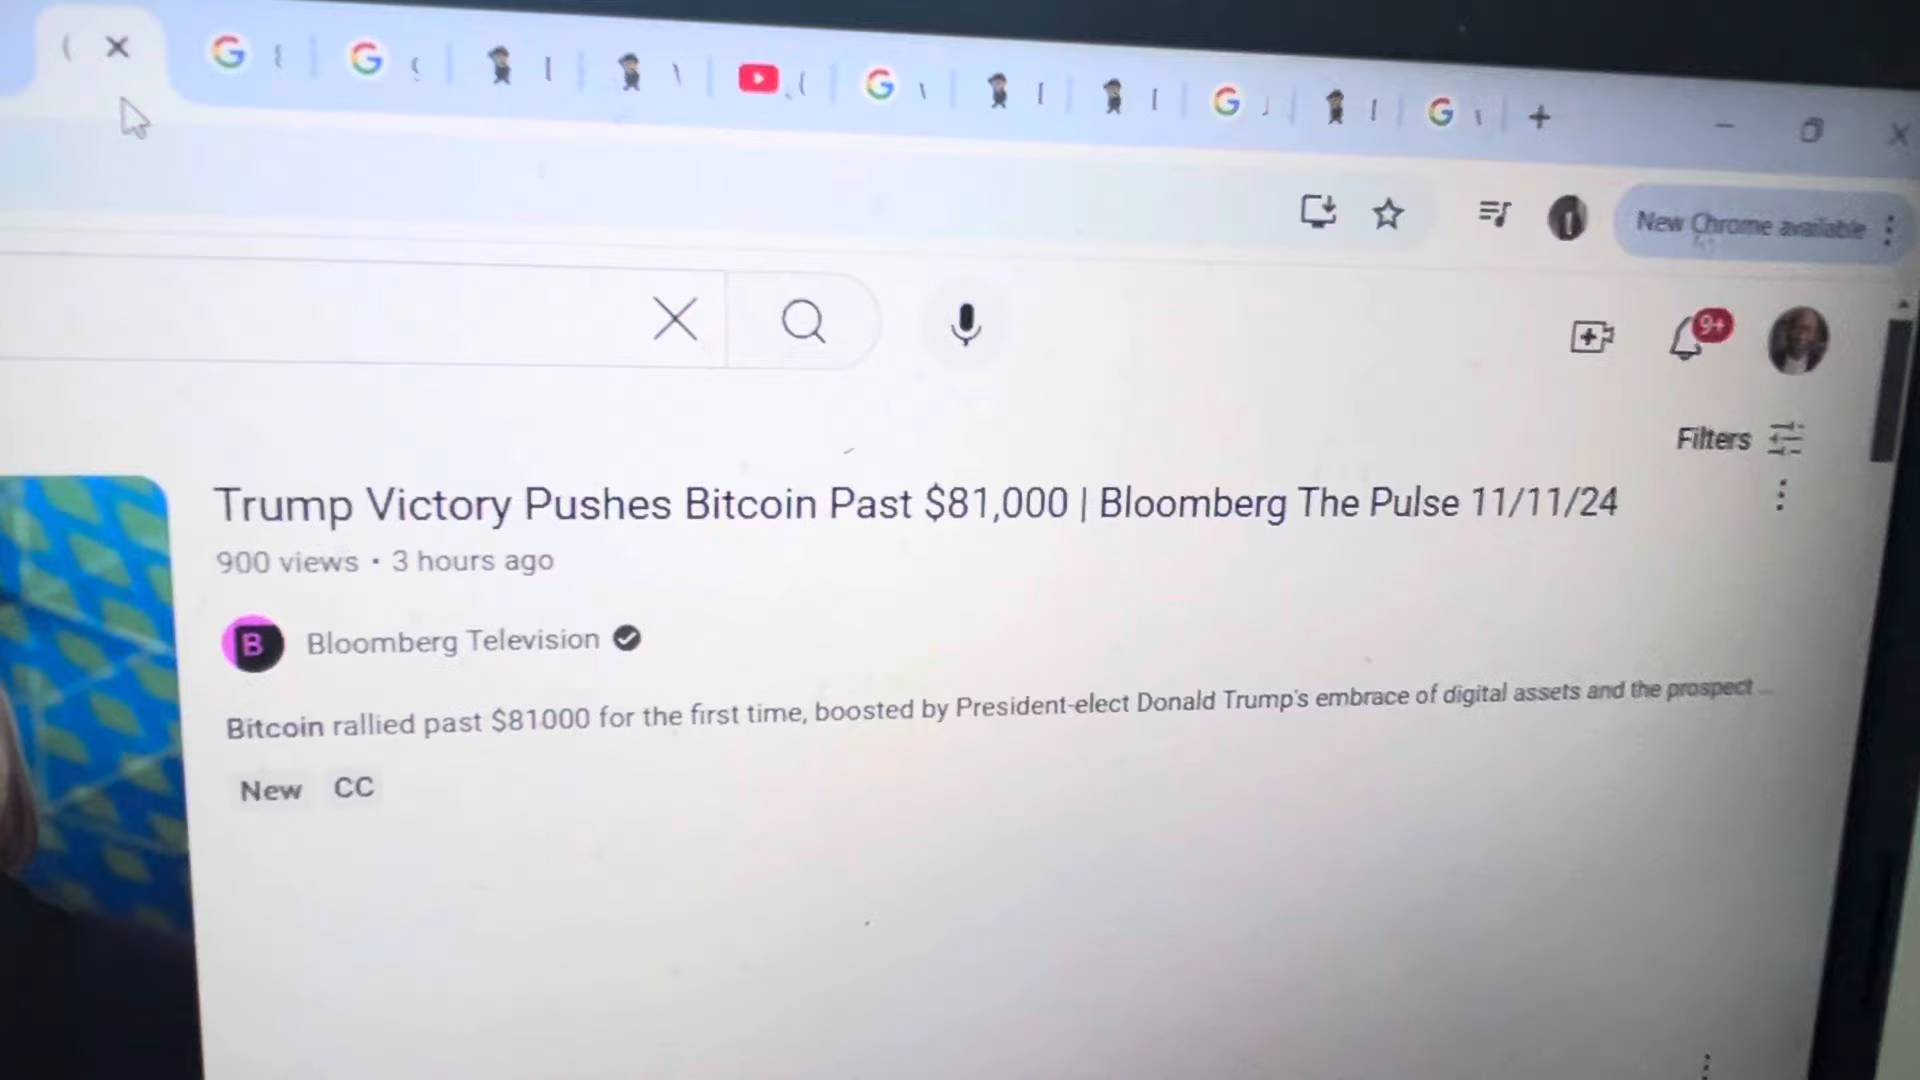 New Chrome available
9+
Filters
Trump Victory Pushes Bitcoin Past $81,000 | Bloomberg The Pulse 11/11/24
900 views • 3 hours ago
B
Bloomberg Television
Bitcoin rallied past $81000 for the first time, boosted by President-elect Donald Trump's embrace of digital assets and the prospect ...
New CC